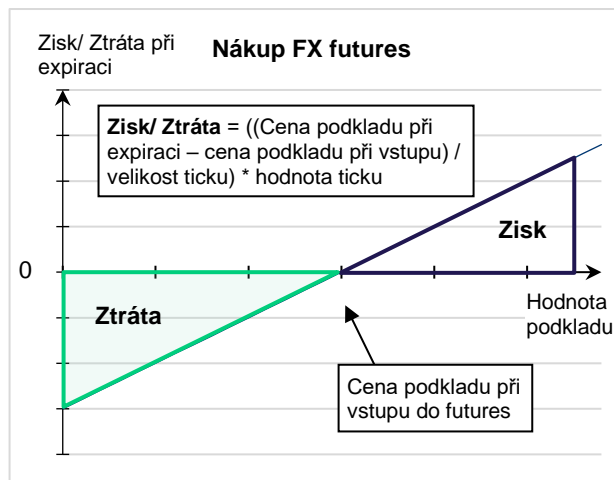 Zisk/ Ztráta při
expiraci
Nákup FX futures
Zisk/ Ztráta = ((Cena podkladu při
expiraci – cena podkladu při vstupu) /
velikost ticku) * hodnota ticku
Zisk
0
Ztráta
Hodnota
podkladu
Cena podkladu při
vstupu do futures